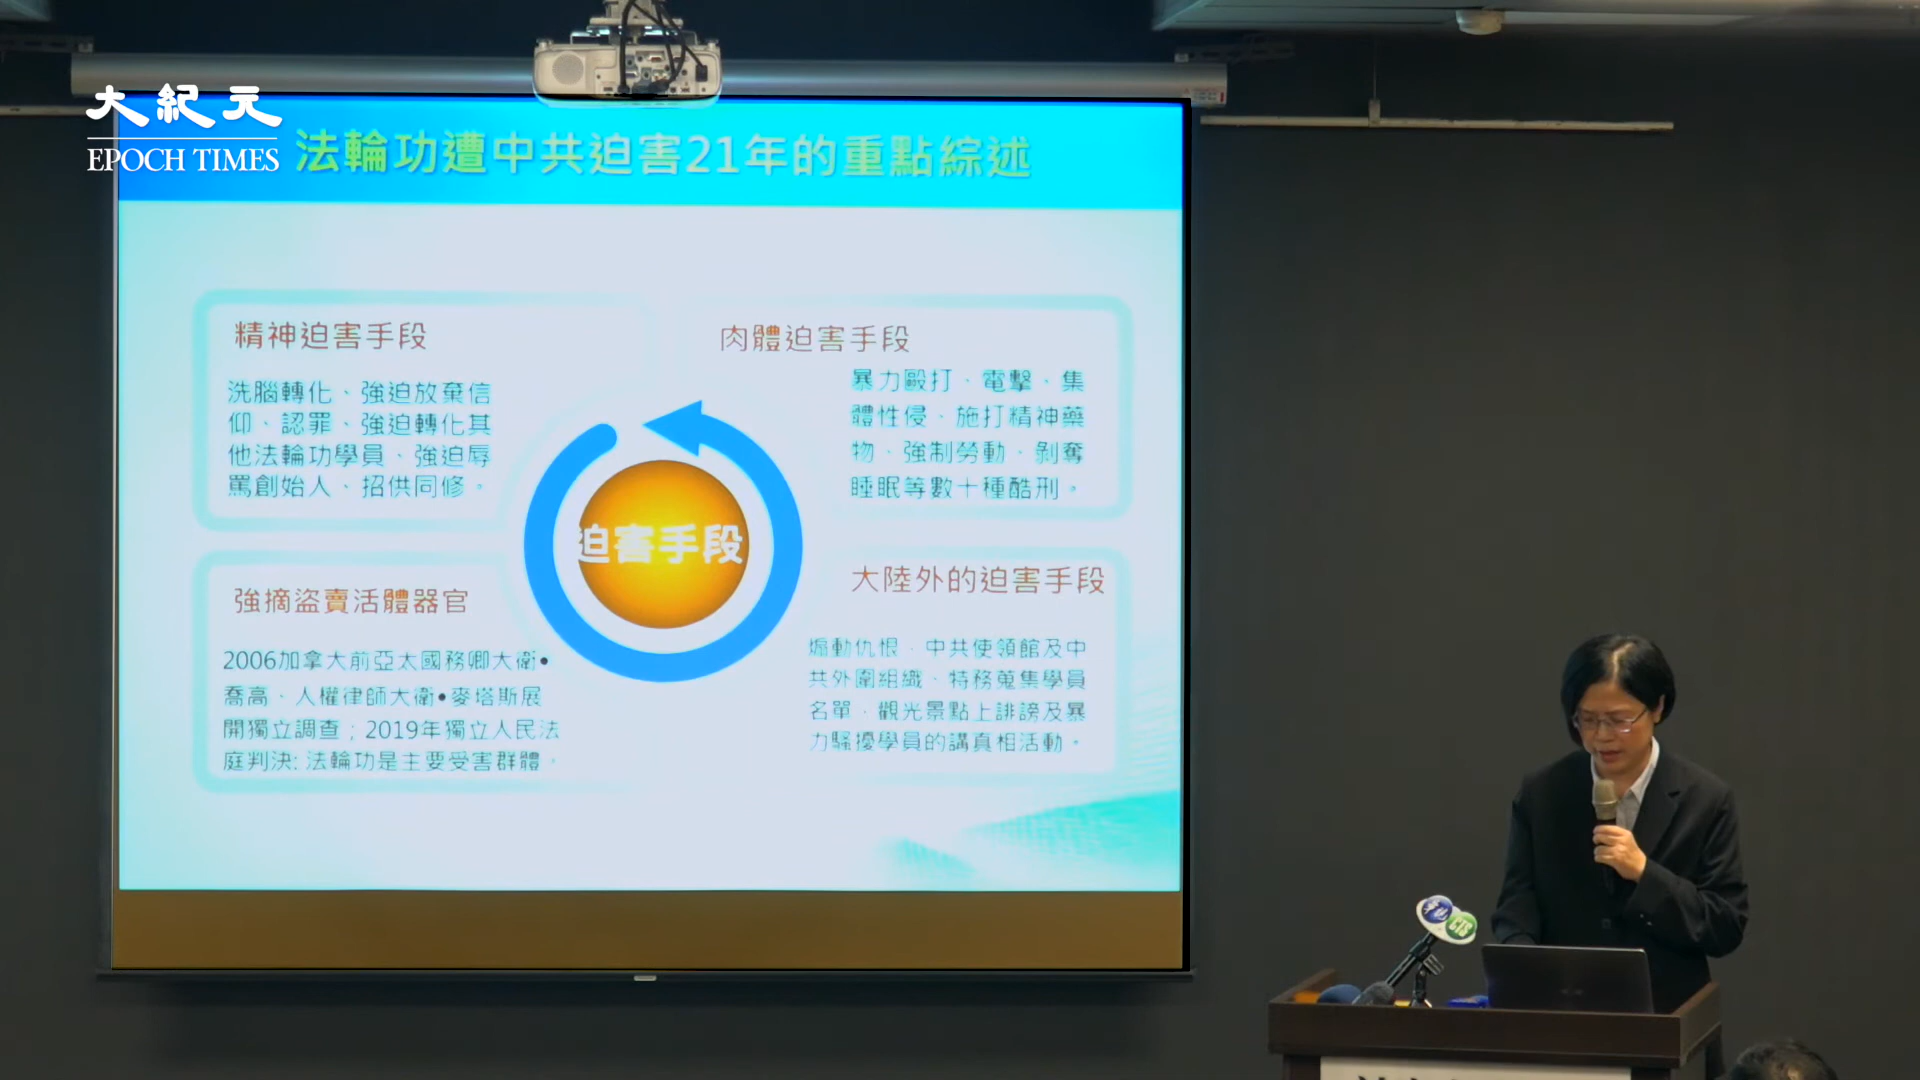 大紀元
EPOCH TIMES
法輪功遭中共迫害21年的重點綜述
精神迫害手段
洗腦轉化、強迫放棄信
仰、認罪、強迫轉化其
他法輪功學員、強迫辱
罵創始人、招供同修。
肉體迫害手段
暴力毆打、電擊、集
體性侵、施打精神藥
物、強制勞動、剝奪
睡眠等數十種酷刑。
迫害手段
強摘盜賣活體器官
2006加拿大前亞太國務卿大衛•
喬高、人權律師大衛•麥塔斯展
開獨立調查；2019年獨立人民法
庭判決: 法輪功是主要受害群體。
大陸外的迫害手段
煽動仇恨、中共使領館及中
共外圍組織、特務蒐集學員
名單、觀光景點上誹謗及暴
力騷擾學員的講真相活動。
CTS